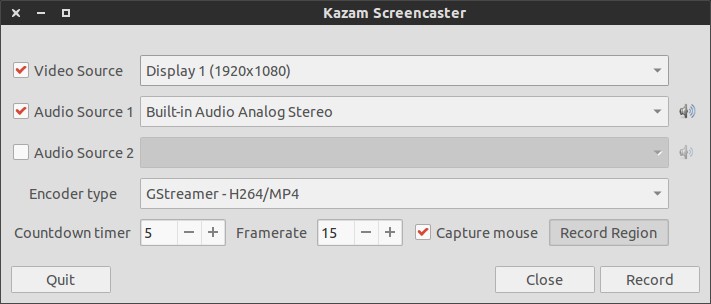 Kazam Screencaster
Video Source Display 1 (1920x1080)
Audio Source 1 Built-in Audio Analog Stereo
Audio Source 2
Encoder type GStreamer - H264/MP4
Countdown timer 5 − + Framerate 15 − + Capture mouse Record Region
Quit Close Record